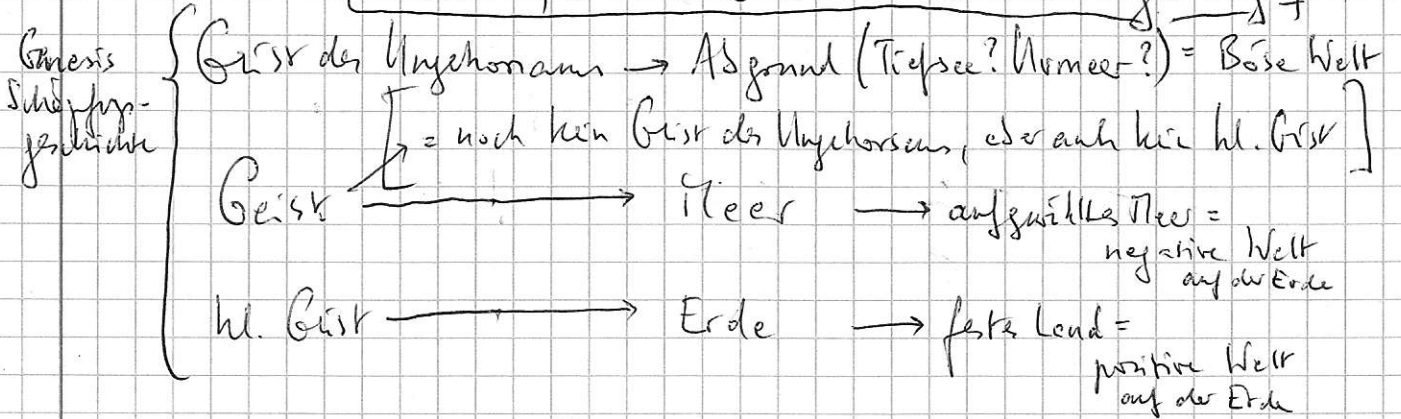 Genesis
Schöpfungs-
geschichte
Geist des Ungehorsams → Abgrund (Tiefsee? Urmeer?) = Böse Welt
[= noch kein Geist des Ungehorsams, aber auch kein hl. Geist]
Geist → Meer → aufgewühltes Meer =
negative Welt
auf der Erde
hl. Geist → Erde → festes Land =
positive Welt
auf der Erde